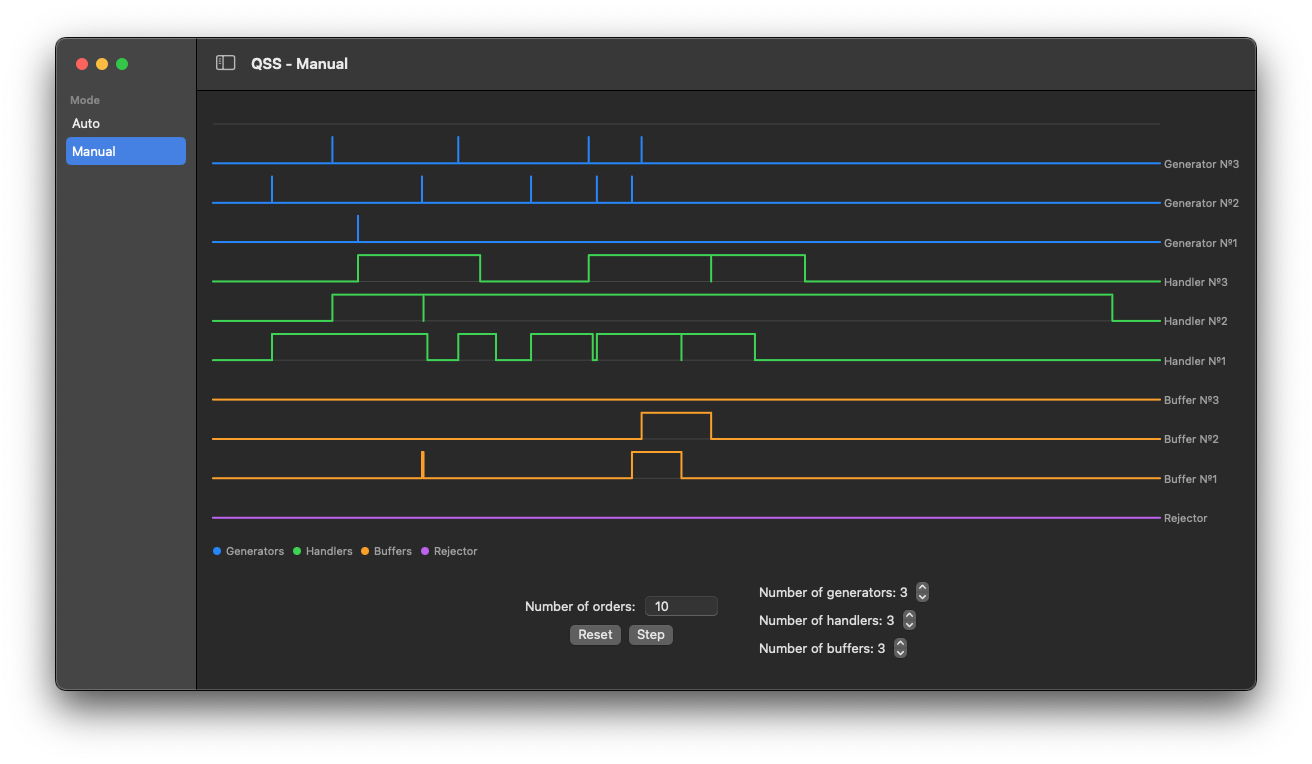 QSS - Manual
Mode
Auto
Manual
Generator Nº3
Generator Nº2
Generator Nº1
Handler Nº3
Handler Nº2
Handler Nº1
Buffer Nº3
Buffer Nº2
Buffer Nº1
Rejector
Generators Handlers Buffers Rejector
Number of orders: 10
Reset Step
Number of generators: 3
Number of handlers: 3
Number of buffers: 3